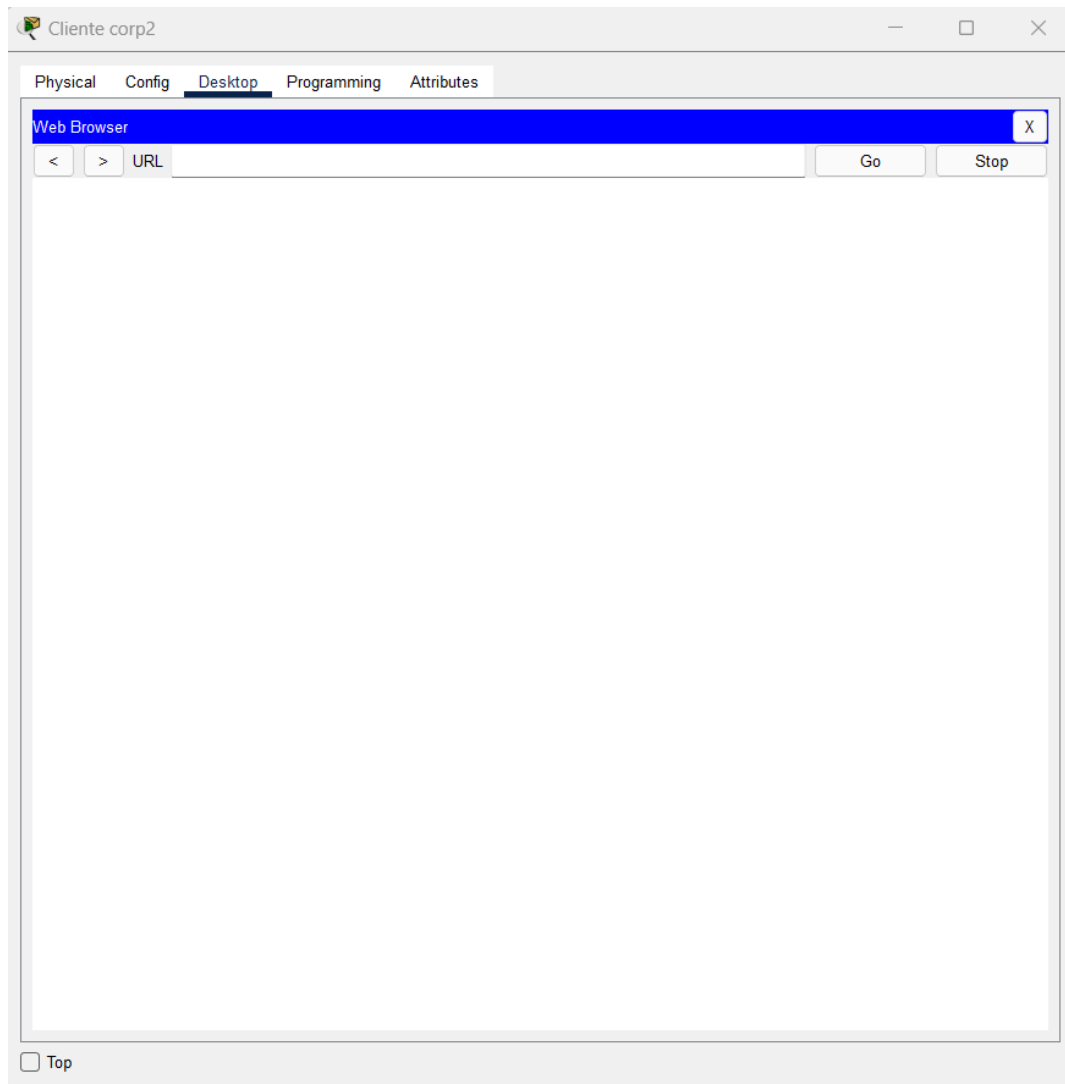 Cliente corp2
Physical Config Desktop Programming Attributes
Web Browser X
< > URL Go Stop
Top